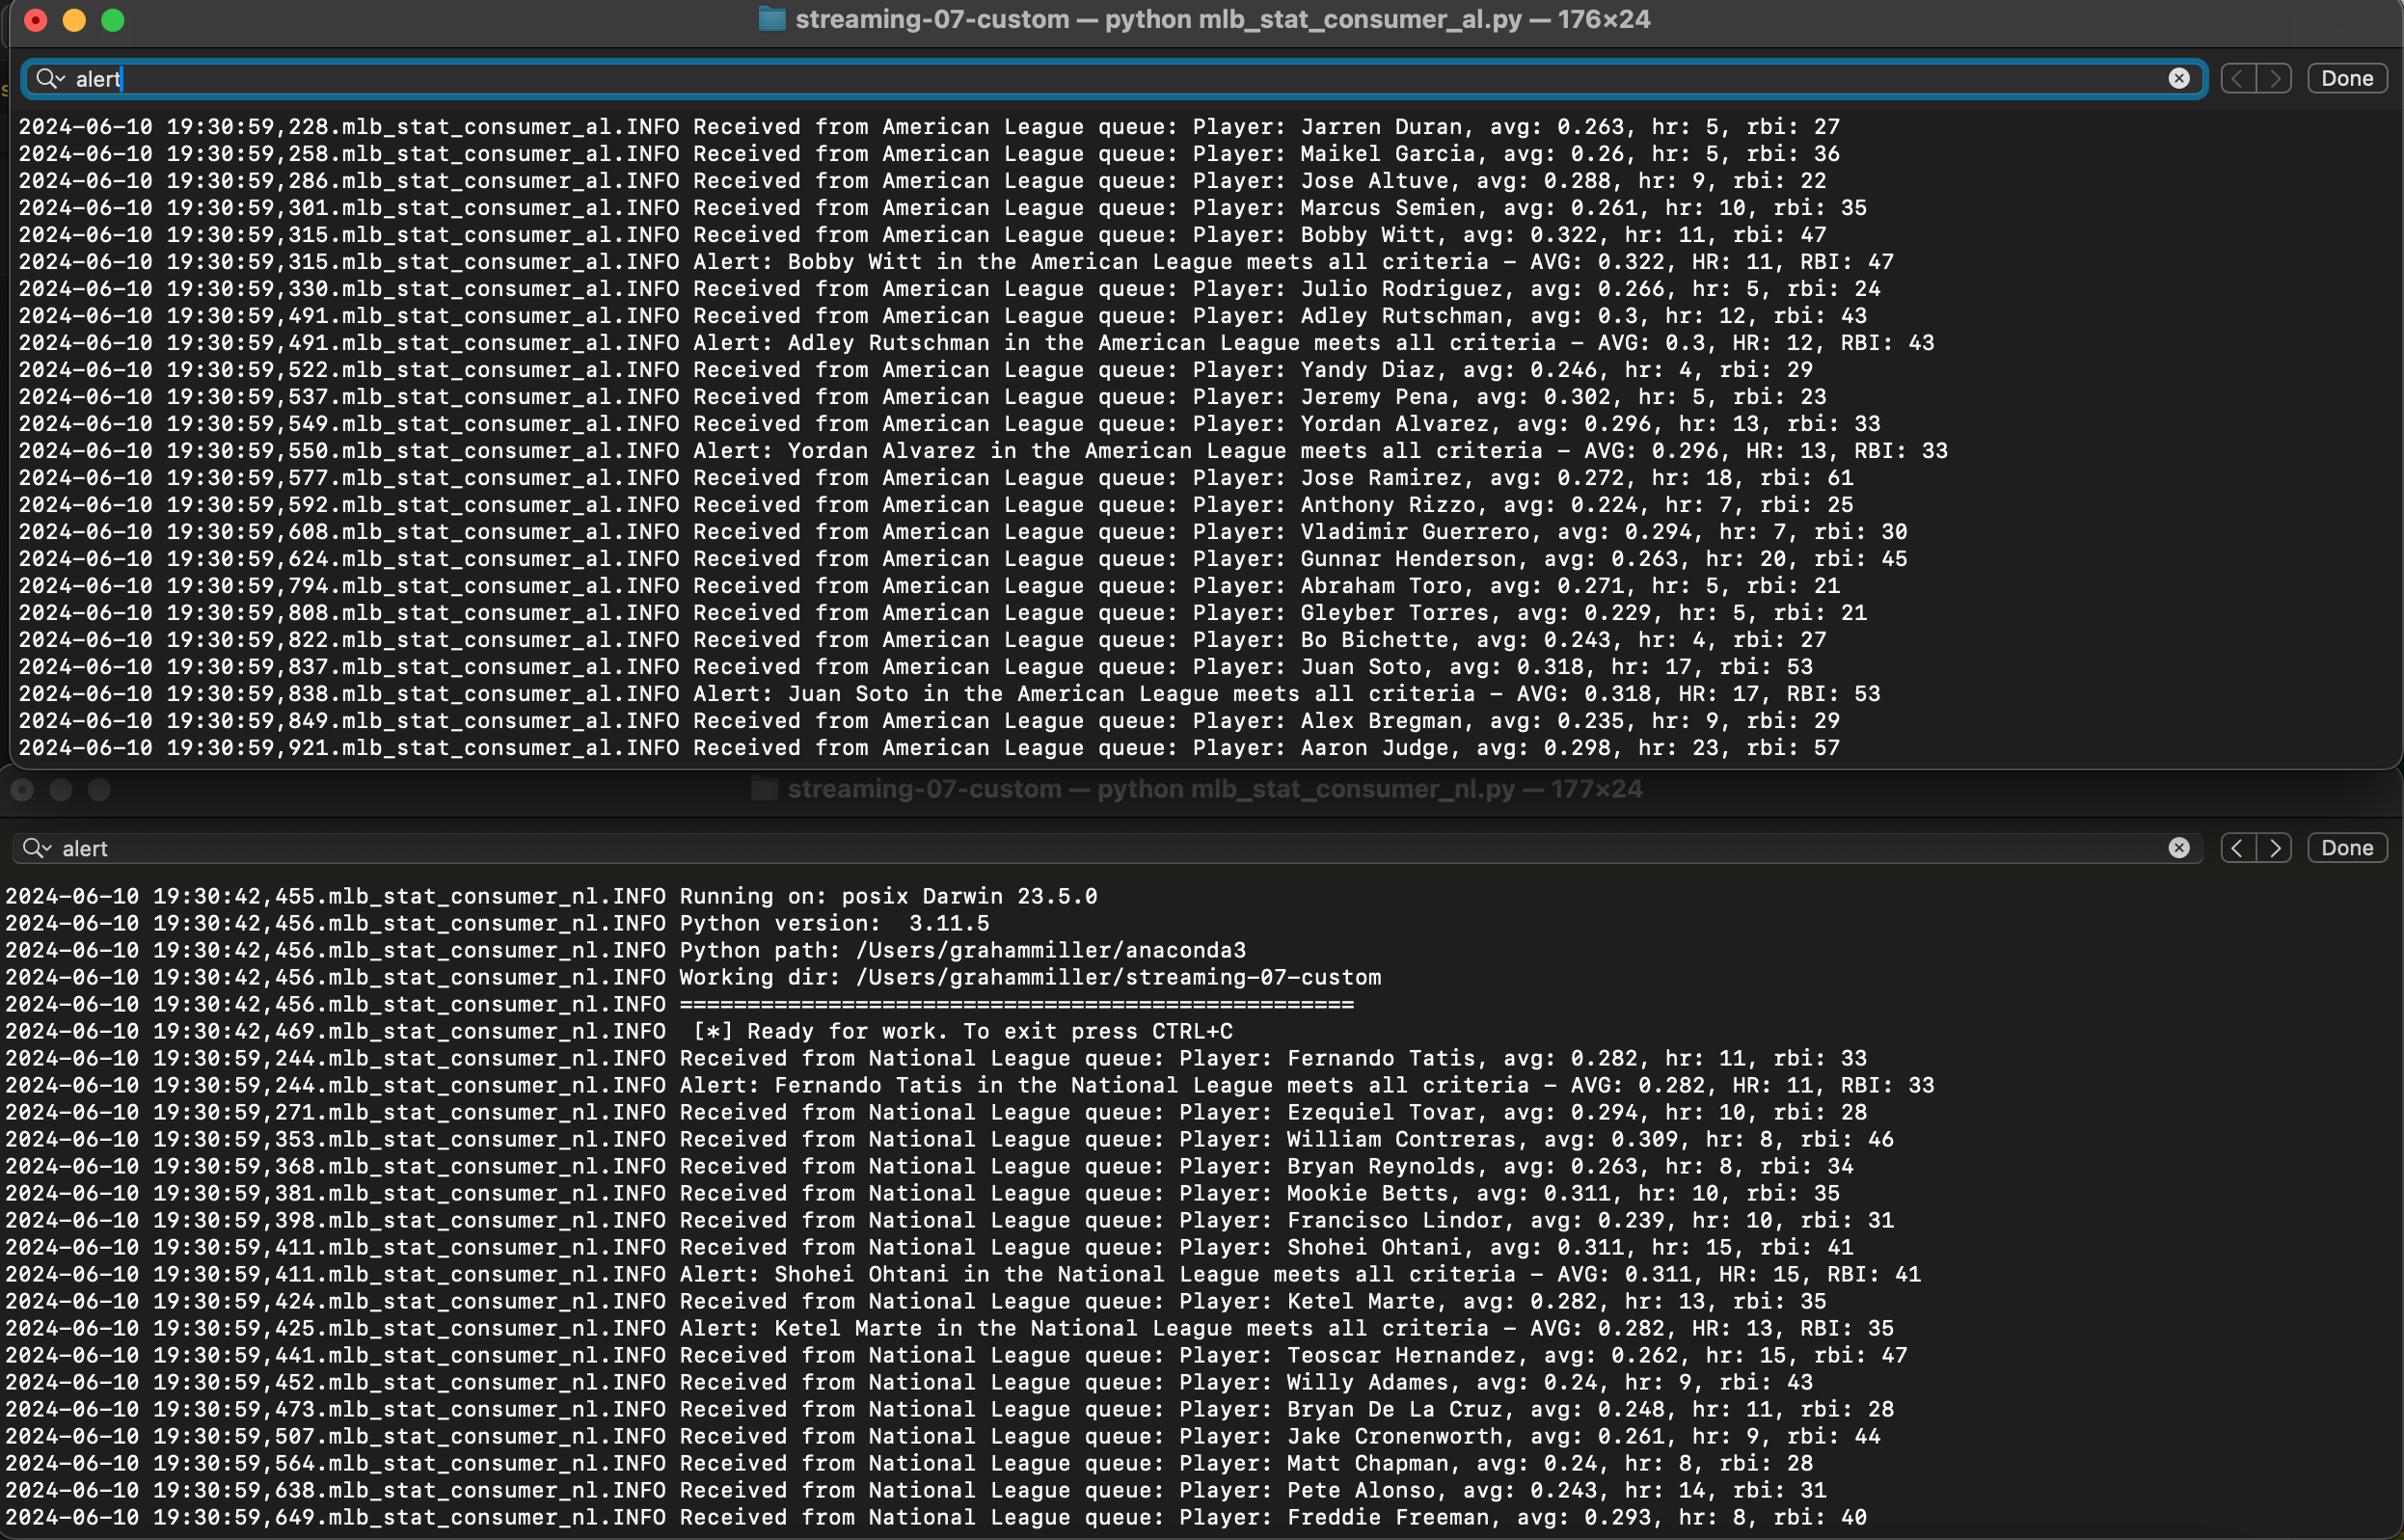 streaming-07-custom — python mlb_stat_consumer_al.py — 176×24
alert
Done
2024-06-10 19:30:59,228.mlb_stat_consumer_al.INFO Received from American League queue: Player: Jarren Duran, avg: 0.263, hr: 5, rbi: 27
2024-06-10 19:30:59,258.mlb_stat_consumer_al.INFO Received from American League queue: Player: Maikel Garcia, avg: 0.26, hr: 5, rbi: 36
2024-06-10 19:30:59,286.mlb_stat_consumer_al.INFO Received from American League queue: Player: Jose Altuve, avg: 0.288, hr: 9, rbi: 22
2024-06-10 19:30:59,301.mlb_stat_consumer_al.INFO Received from American League queue: Player: Marcus Semien, avg: 0.261, hr: 10, rbi: 35
2024-06-10 19:30:59,315.mlb_stat_consumer_al.INFO Received from American League queue: Player: Bobby Witt, avg: 0.322, hr: 11, rbi: 47
2024-06-10 19:30:59,315.mlb_stat_consumer_al.INFO Alert: Bobby Witt in the American League meets all criteria – AVG: 0.322, HR: 11, RBI: 47
2024-06-10 19:30:59,330.mlb_stat_consumer_al.INFO Received from American League queue: Player: Julio Rodriguez, avg: 0.266, hr: 5, rbi: 24
2024-06-10 19:30:59,491.mlb_stat_consumer_al.INFO Received from American League queue: Player: Adley Rutschman, avg: 0.3, hr: 12, rbi: 43
2024-06-10 19:30:59,491.mlb_stat_consumer_al.INFO Alert: Adley Rutschman in the American League meets all criteria – AVG: 0.3, HR: 12, RBI: 43
2024-06-10 19:30:59,522.mlb_stat_consumer_al.INFO Received from American League queue: Player: Yandy Diaz, avg: 0.246, hr: 4, rbi: 29
2024-06-10 19:30:59,537.mlb_stat_consumer_al.INFO Received from American League queue: Player: Jeremy Pena, avg: 0.302, hr: 5, rbi: 23
2024-06-10 19:30:59,549.mlb_stat_consumer_al.INFO Received from American League queue: Player: Yordan Alvarez, avg: 0.296, hr: 13, rbi: 33
2024-06-10 19:30:59,550.mlb_stat_consumer_al.INFO Alert: Yordan Alvarez in the American League meets all criteria – AVG: 0.296, HR: 13, RBI: 33
2024-06-10 19:30:59,577.mlb_stat_consumer_al.INFO Received from American League queue: Player: Jose Ramirez, avg: 0.272, hr: 18, rbi: 61
2024-06-10 19:30:59,592.mlb_stat_consumer_al.INFO Received from American League queue: Player: Anthony Rizzo, avg: 0.224, hr: 7, rbi: 25
2024-06-10 19:30:59,608.mlb_stat_consumer_al.INFO Received from American League queue: Player: Vladimir Guerrero, avg: 0.294, hr: 7, rbi: 30
2024-06-10 19:30:59,624.mlb_stat_consumer_al.INFO Received from American League queue: Player: Gunnar Henderson, avg: 0.263, hr: 20, rbi: 45
2024-06-10 19:30:59,794.mlb_stat_consumer_al.INFO Received from American League queue: Player: Abraham Toro, avg: 0.271, hr: 5, rbi: 21
2024-06-10 19:30:59,808.mlb_stat_consumer_al.INFO Received from American League queue: Player: Gleyber Torres, avg: 0.229, hr: 5, rbi: 21
2024-06-10 19:30:59,822.mlb_stat_consumer_al.INFO Received from American League queue: Player: Bo Bichette, avg: 0.243, hr: 4, rbi: 27
2024-06-10 19:30:59,837.mlb_stat_consumer_al.INFO Received from American League queue: Player: Juan Soto, avg: 0.318, hr: 17, rbi: 53
2024-06-10 19:30:59,838.mlb_stat_consumer_al.INFO Alert: Juan Soto in the American League meets all criteria – AVG: 0.318, HR: 17, RBI: 53
2024-06-10 19:30:59,849.mlb_stat_consumer_al.INFO Received from American League queue: Player: Alex Bregman, avg: 0.235, hr: 9, rbi: 29
2024-06-10 19:30:59,921.mlb_stat_consumer_al.INFO Received from American League queue: Player: Aaron Judge, avg: 0.298, hr: 23, rbi: 57
streaming-07-custom — python mlb_stat_consumer_nl.py — 177×24
alert
Done
2024-06-10 19:30:42,455.mlb_stat_consumer_nl.INFO Running on: posix Darwin 23.5.0
2024-06-10 19:30:42,456.mlb_stat_consumer_nl.INFO Python version:  3.11.5
2024-06-10 19:30:42,456.mlb_stat_consumer_nl.INFO Python path: /Users/grahammiller/anaconda3
2024-06-10 19:30:42,456.mlb_stat_consumer_nl.INFO Working dir: /Users/grahammiller/streaming-07-custom
2024-06-10 19:30:42,456.mlb_stat_consumer_nl.INFO ==================================================
2024-06-10 19:30:42,469.mlb_stat_consumer_nl.INFO  [*] Ready for work. To exit press CTRL+C
2024-06-10 19:30:59,244.mlb_stat_consumer_nl.INFO Received from National League queue: Player: Fernando Tatis, avg: 0.282, hr: 11, rbi: 33
2024-06-10 19:30:59,244.mlb_stat_consumer_nl.INFO Alert: Fernando Tatis in the National League meets all criteria – AVG: 0.282, HR: 11, RBI: 33
2024-06-10 19:30:59,271.mlb_stat_consumer_nl.INFO Received from National League queue: Player: Ezequiel Tovar, avg: 0.294, hr: 10, rbi: 28
2024-06-10 19:30:59,353.mlb_stat_consumer_nl.INFO Received from National League queue: Player: William Contreras, avg: 0.309, hr: 8, rbi: 46
2024-06-10 19:30:59,368.mlb_stat_consumer_nl.INFO Received from National League queue: Player: Bryan Reynolds, avg: 0.263, hr: 8, rbi: 34
2024-06-10 19:30:59,381.mlb_stat_consumer_nl.INFO Received from National League queue: Player: Mookie Betts, avg: 0.311, hr: 10, rbi: 35
2024-06-10 19:30:59,398.mlb_stat_consumer_nl.INFO Received from National League queue: Player: Francisco Lindor, avg: 0.239, hr: 10, rbi: 31
2024-06-10 19:30:59,411.mlb_stat_consumer_nl.INFO Received from National League queue: Player: Shohei Ohtani, avg: 0.311, hr: 15, rbi: 41
2024-06-10 19:30:59,411.mlb_stat_consumer_nl.INFO Alert: Shohei Ohtani in the National League meets all criteria – AVG: 0.311, HR: 15, RBI: 41
2024-06-10 19:30:59,424.mlb_stat_consumer_nl.INFO Received from National League queue: Player: Ketel Marte, avg: 0.282, hr: 13, rbi: 35
2024-06-10 19:30:59,425.mlb_stat_consumer_nl.INFO Alert: Ketel Marte in the National League meets all criteria – AVG: 0.282, HR: 13, RBI: 35
2024-06-10 19:30:59,441.mlb_stat_consumer_nl.INFO Received from National League queue: Player: Teoscar Hernandez, avg: 0.262, hr: 15, rbi: 47
2024-06-10 19:30:59,452.mlb_stat_consumer_nl.INFO Received from National League queue: Player: Willy Adames, avg: 0.24, hr: 9, rbi: 43
2024-06-10 19:30:59,473.mlb_stat_consumer_nl.INFO Received from National League queue: Player: Bryan De La Cruz, avg: 0.248, hr: 11, rbi: 28
2024-06-10 19:30:59,507.mlb_stat_consumer_nl.INFO Received from National League queue: Player: Jake Cronenworth, avg: 0.261, hr: 9, rbi: 44
2024-06-10 19:30:59,564.mlb_stat_consumer_nl.INFO Received from National League queue: Player: Matt Chapman, avg: 0.24, hr: 8, rbi: 28
2024-06-10 19:30:59,638.mlb_stat_consumer_nl.INFO Received from National League queue: Player: Pete Alonso, avg: 0.243, hr: 14, rbi: 31
2024-06-10 19:30:59,649.mlb_stat_consumer_nl.INFO Received from National League queue: Player: Freddie Freeman, avg: 0.293, hr: 8, rbi: 40